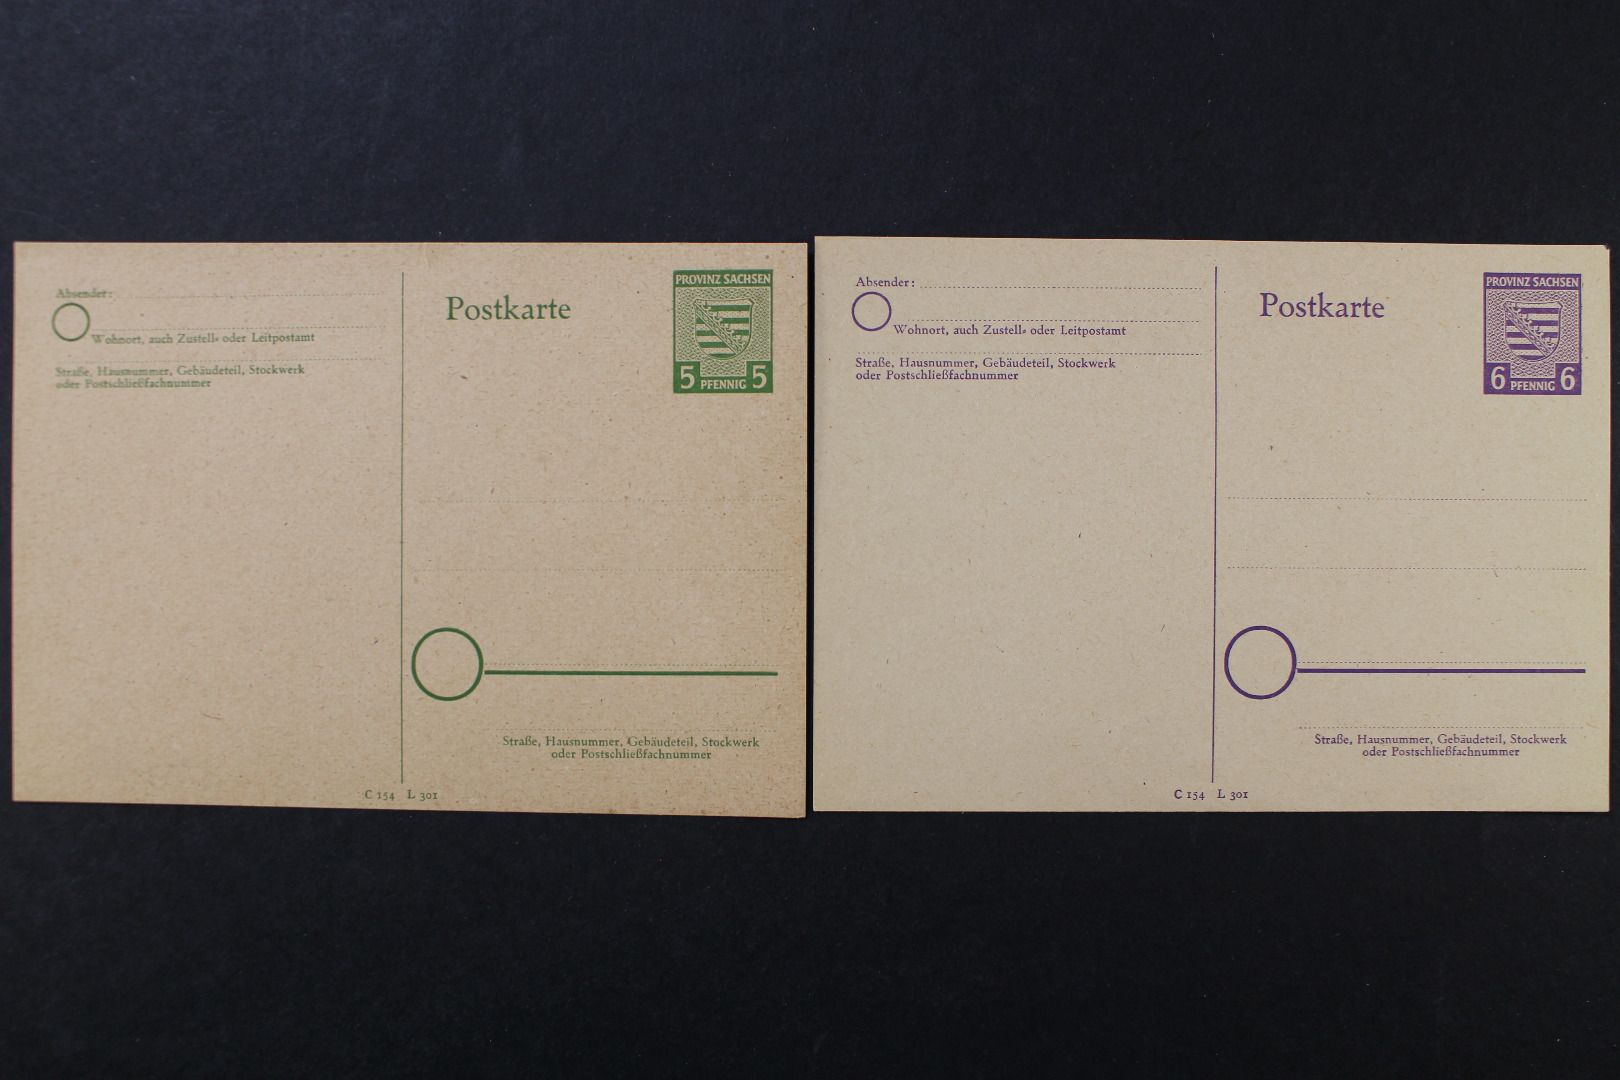 Absender:
Wohnort, auch Zustell- oder Leitpostamt
Straße, Hausnummer, Gebäudeteil, Stockwerk
oder Postschließfachnummer
Postkarte
PROVINZ SACHSEN
5 PFENNIG 5
Straße, Hausnummer, Gebäudeteil, Stockwerk
oder Postschließfachnummer
C 154 L 301
Absender:
Wohnort, auch Zustell- oder Leitpostamt
Straße, Hausnummer, Gebäudeteil, Stockwerk
oder Postschließfachnummer
Postkarte
PROVINZ SACHSEN
6 PFENNIG 6
Straße, Hausnummer, Gebäudeteil, Stockwerk
oder Postschließfachnummer
C 154 L 301